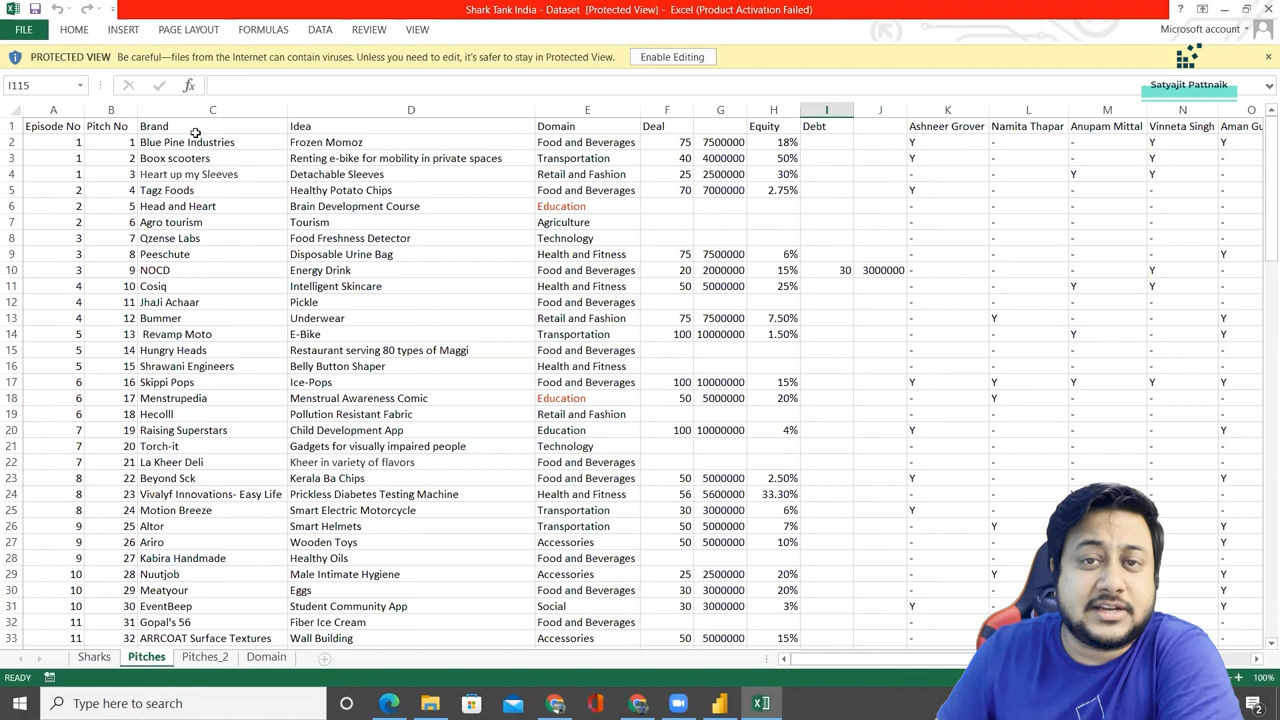 Shark Tank India - Dataset [Protected View] - Excel (Product Activation Failed)
FILE HOME INSERT PAGE LAYOUT FORMULAS DATA REVIEW VIEW Microsoft account
PROTECTED VIEW Be careful—files from the Internet can contain viruses. Unless you need to edit, it's safer to stay in Protected View. Enable Editing
Satyajit Pattnaik
I115 fx
A B C D E F G H I J K L M N O
1 Episode No Pitch No Brand Idea Domain Deal Equity Debt Ashneer Grover Namita Thapar Anupam Mittal Vinneta Singh Aman Gu
2 1 1 Blue Pine Industries Frozen Momoz Food and Beverages 75 7500000 18% Y - - Y Y
3 1 2 Boox scooters Renting e-bike for mobility in private spaces Transportation 40 4000000 50% Y - - Y -
4 1 3 Heart up my Sleeves Detachable Sleeves Retail and Fashion 25 2500000 30% - - Y Y -
5 2 4 Tagz Foods Healthy Potato Chips Food and Beverages 70 7000000 2.75% Y - - - -
6 2 5 Head and Heart Brain Development Course Education - - - - -
7 2 6 Agro tourism Tourism Agriculture - - - - -
8 3 7 Qzense Labs Food Freshness Detector Technology - - - - -
9 3 8 Peeschute Disposable Urine Bag Health and Fitness 75 7500000 6% - - - - Y
10 3 9 NOCD Energy Drink Food and Beverages 20 2000000 15% 30 3000000 - - - Y -
11 4 10 Cosiq Intelligent Skincare Health and Fitness 50 5000000 25% - - Y Y -
12 4 11 JhaJi Achaar Pickle Food and Beverages - - - - -
13 4 12 Bummer Underwear Retail and Fashion 75 7500000 7.50% - Y - - Y
14 5 13 Revamp Moto E-Bike Transportation 100 10000000 1.50% - - Y - Y
15 5 14 Hungry Heads Restaurant serving 80 types of Maggi Food and Beverages - - - - -
16 5 15 Shrawani Engineers Belly Button Shaper Health and Fitness - - - - -
17 6 16 Skippi Pops Ice-Pops Food and Beverages 100 10000000 15% Y Y Y Y Y
18 6 17 Menstrupedia Menstrual Awareness Comic Education 50 5000000 20% - Y - - -
19 6 18 Hecolll Pollution Resistant Fabric Retail and Fashion - - - - -
20 7 19 Raising Superstars Child Development App Education 100 10000000 4% Y - - - Y
21 7 20 Torch-it Gadgets for visually impaired people Technology - - - - -
22 7 21 La Kheer Deli Kheer in variety of flavors Food and Beverages - - - - -
23 8 22 Beyond Sck Kerala Ba Chips Food and Beverages 50 5000000 2.50% Y - - - Y
24 8 23 Vivalyf Innovations- Easy Life Prickless Diabetes Testing Machine Health and Fitness 56 5600000 33.30% - - -
25 8 24 Motion Breeze Smart Electric Motorcycle Transportation 30 3000000 6% Y - - -
26 9 25 Altor Smart Helmets Transportation 50 5000000 7% - Y - Y
27 9 26 Ariro Wooden Toys Accessories 50 5000000 10% - - - Y
28 9 27 Kabira Handmade Healthy Oils Food and Beverages - - - -
29 10 28 Nuutjob Male Intimate Hygiene Accessories 25 2500000 20% - Y - Y
30 10 29 Meatyour Eggs Food and Beverages 30 3000000 20% - - - Y
31 10 30 EventBeep Student Community App Social 30 3000000 3% Y - - Y
32 11 31 Gopal's 56 Fiber Ice Cream Food and Beverages - - -
33 11 32 ARRCOAT Surface Textures Wall Building Accessories 50 5000000 15% - -
Sharks Pitches Pitches_2 Domain
READY 100%
Type here to search 2